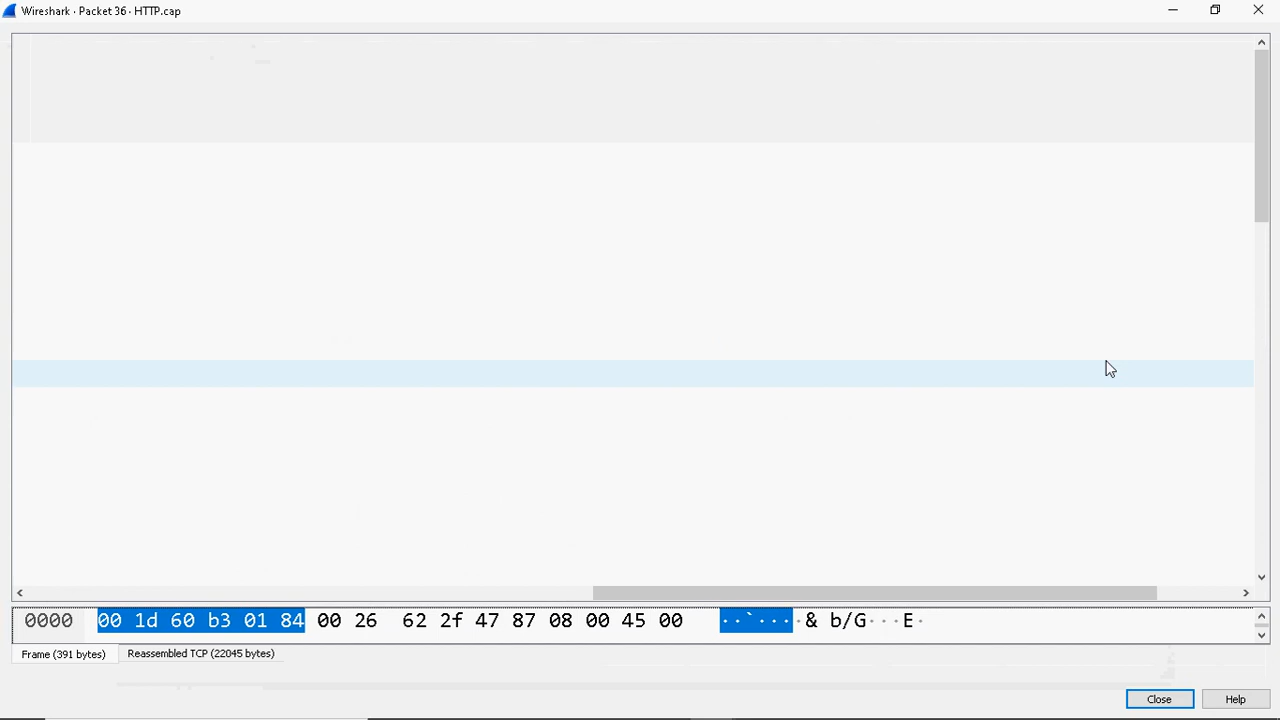 Wireshark · Packet 36 · HTTP.cap
0000 00 1d 60 b3 01 84 00 26 62 2f 47 87 08 00 45 00 ··`····& b/G···E·
Frame (391 bytes) Reassembled TCP (22045 bytes)
Close Help